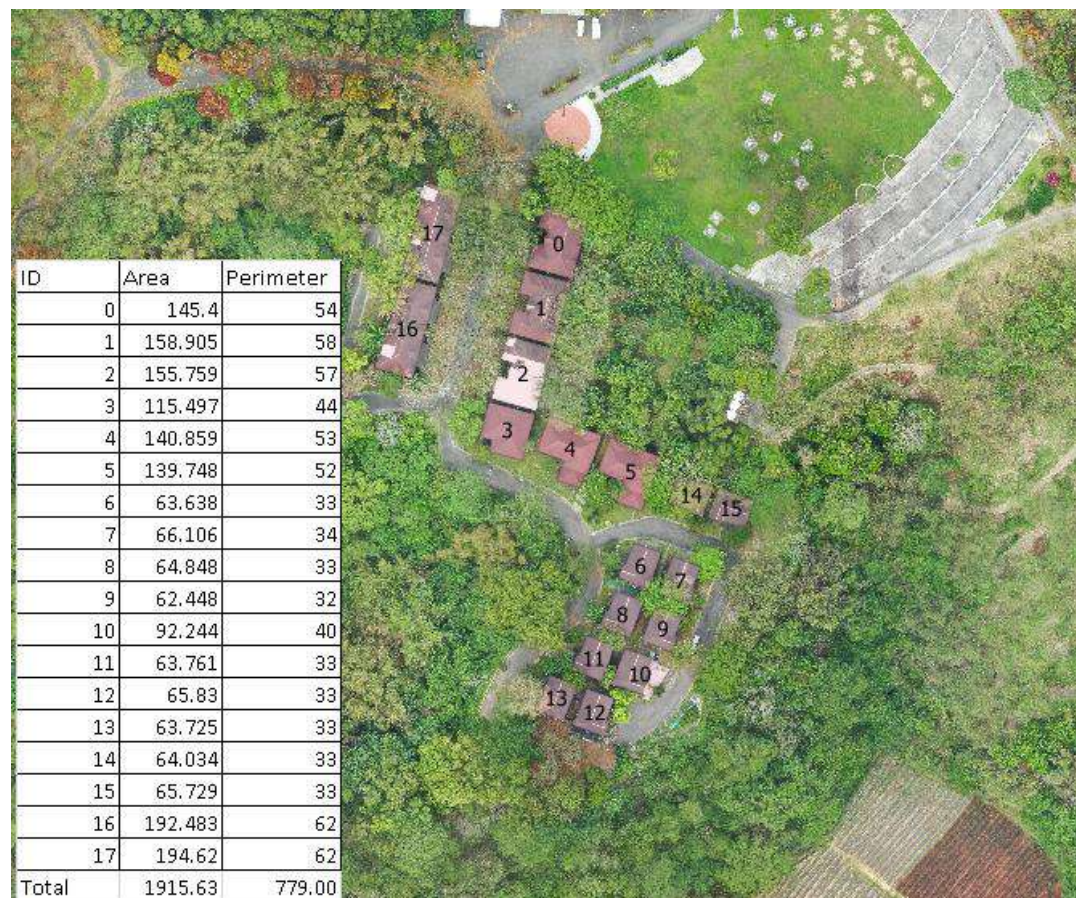 ID Area Perimeter
0 145.4 54
1 158.905 58
2 155.759 57
3 115.497 44
4 140.859 53
5 139.748 52
6 63.638 33
7 66.106 34
8 64.848 33
9 62.448 32
10 92.244 40
11 63.761 33
12 65.83 33
13 63.725 33
14 64.034 33
15 65.729 33
16 192.483 62
17 194.62 62
Total 1915.63 779.00
17
0
1
16
2
3
4
5
14
15
6
7
8
9
11
10
13
12